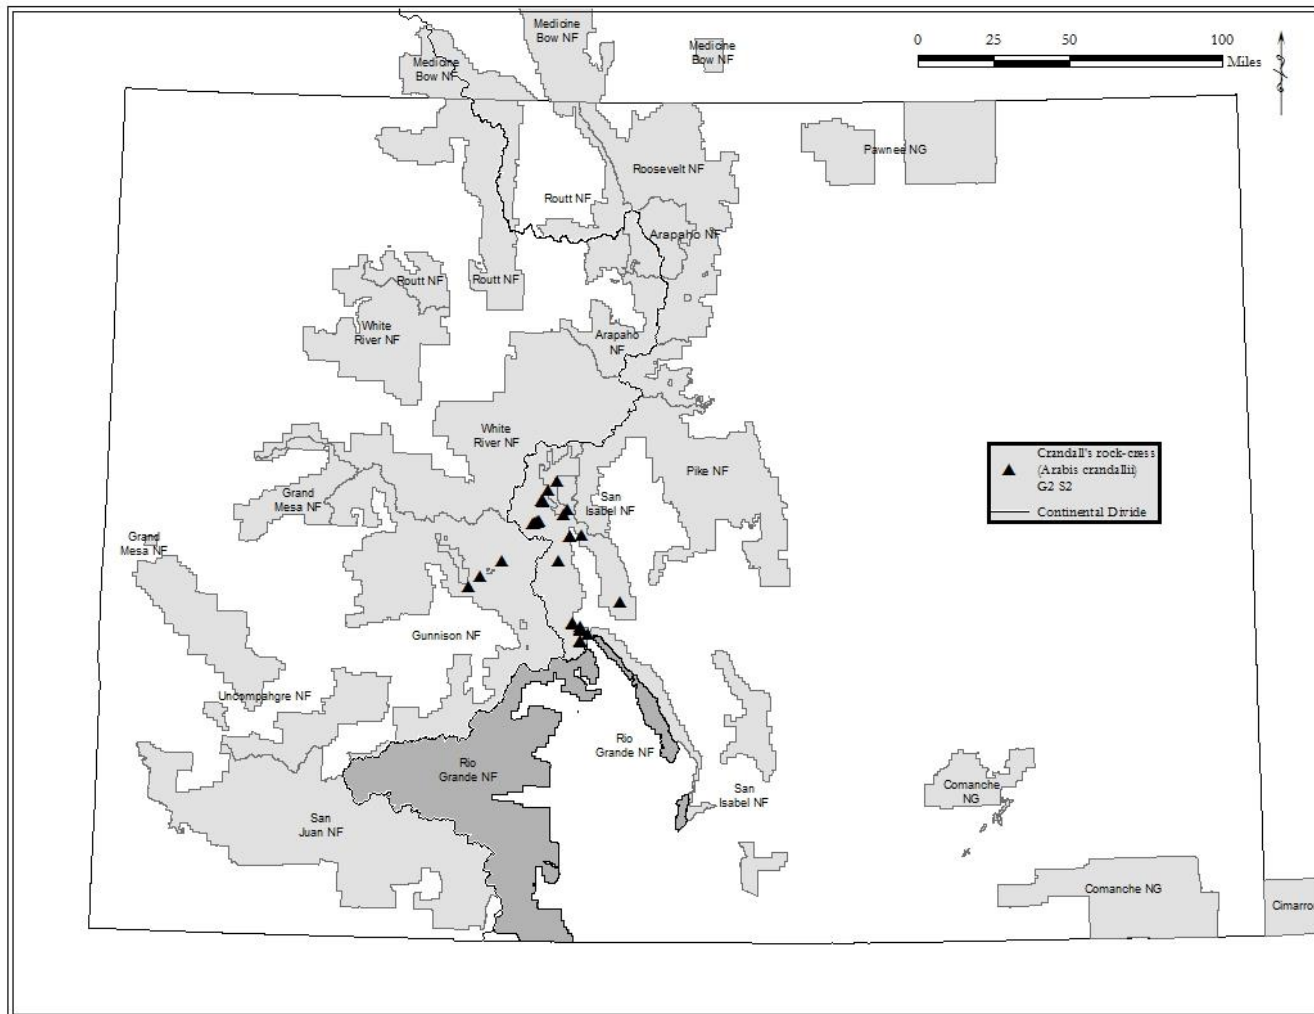 Medicine
Bow NF
Medicine
Bow NF
Medicine
Bow NF
0 25 50 100
Miles
Pawnee NG
Roosevelt NF
Routt NF
Arapaho NF
Routt NF
Routt NF
White
River NF
Arapaho
NF
White
River NF
Pike NF
Crandall's rock-cress
(Arabis crandallii)
G2 S2
Continental Divide
Grand
Mesa NF
San
Isabel NF
Grand
Mesa NF
Gunnison NF
Uncompahgre NF
Rio
Grande NF
Rio
Grande NF
San
Isabel NF
Comanche
NG
San
Juan NF
Comanche NG
Cimarro